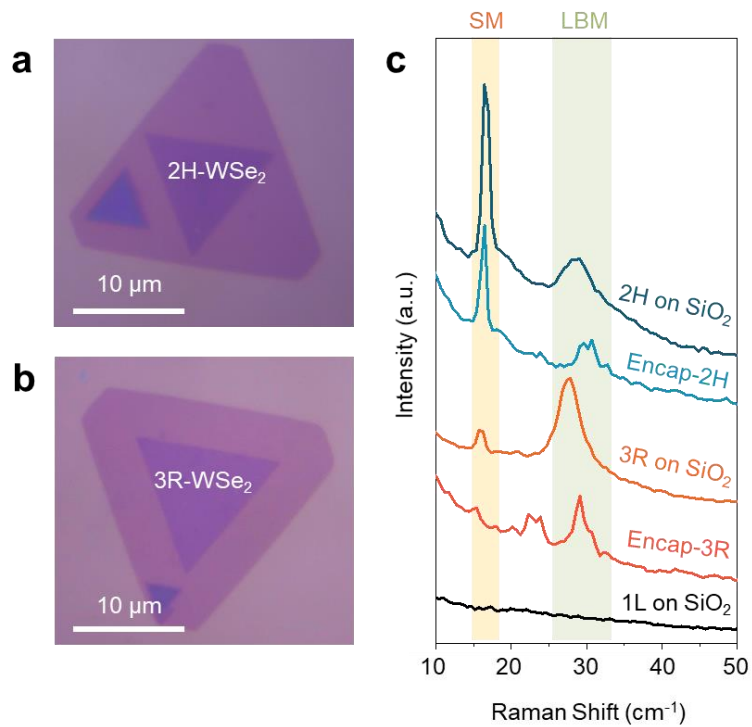 a
2H-WSe₂
10 µm
b
3R-WSe₂
10 µm
c
SM
LBM
2H on SiO₂
Encap-2H
3R on SiO₂
Encap-3R
1L on SiO₂
Intensity (a.u.)
10
20
30
40
50
Raman Shift (cm⁻¹)